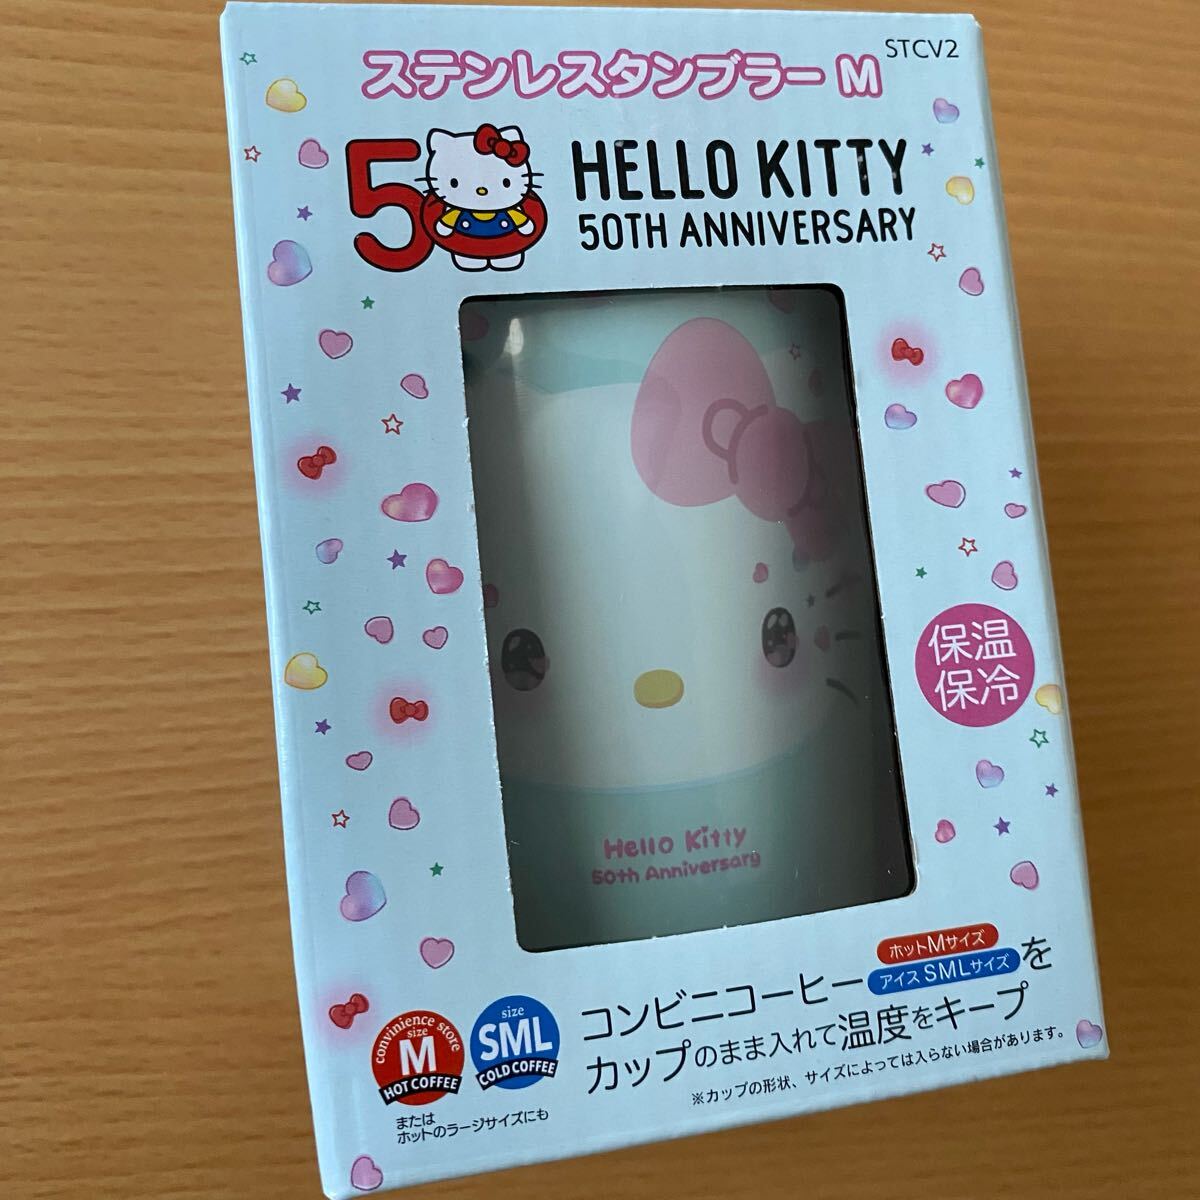 ステンレスタンブラー M
STCV2
50
HELLO KITTY
50TH ANNIVERSARY
保温
保冷
Hello Kitty
50th Anniversary
コンビニコーヒー ホットMサイズ アイス SMLサイズ を
カップのまま入れて温度をキープ
※カップの形状、サイズによっては入らない場合があります。
convinience store
size
M
HOT COFFEE
size
SML
COLD COFFEE
または
ホットのラージサイズにも